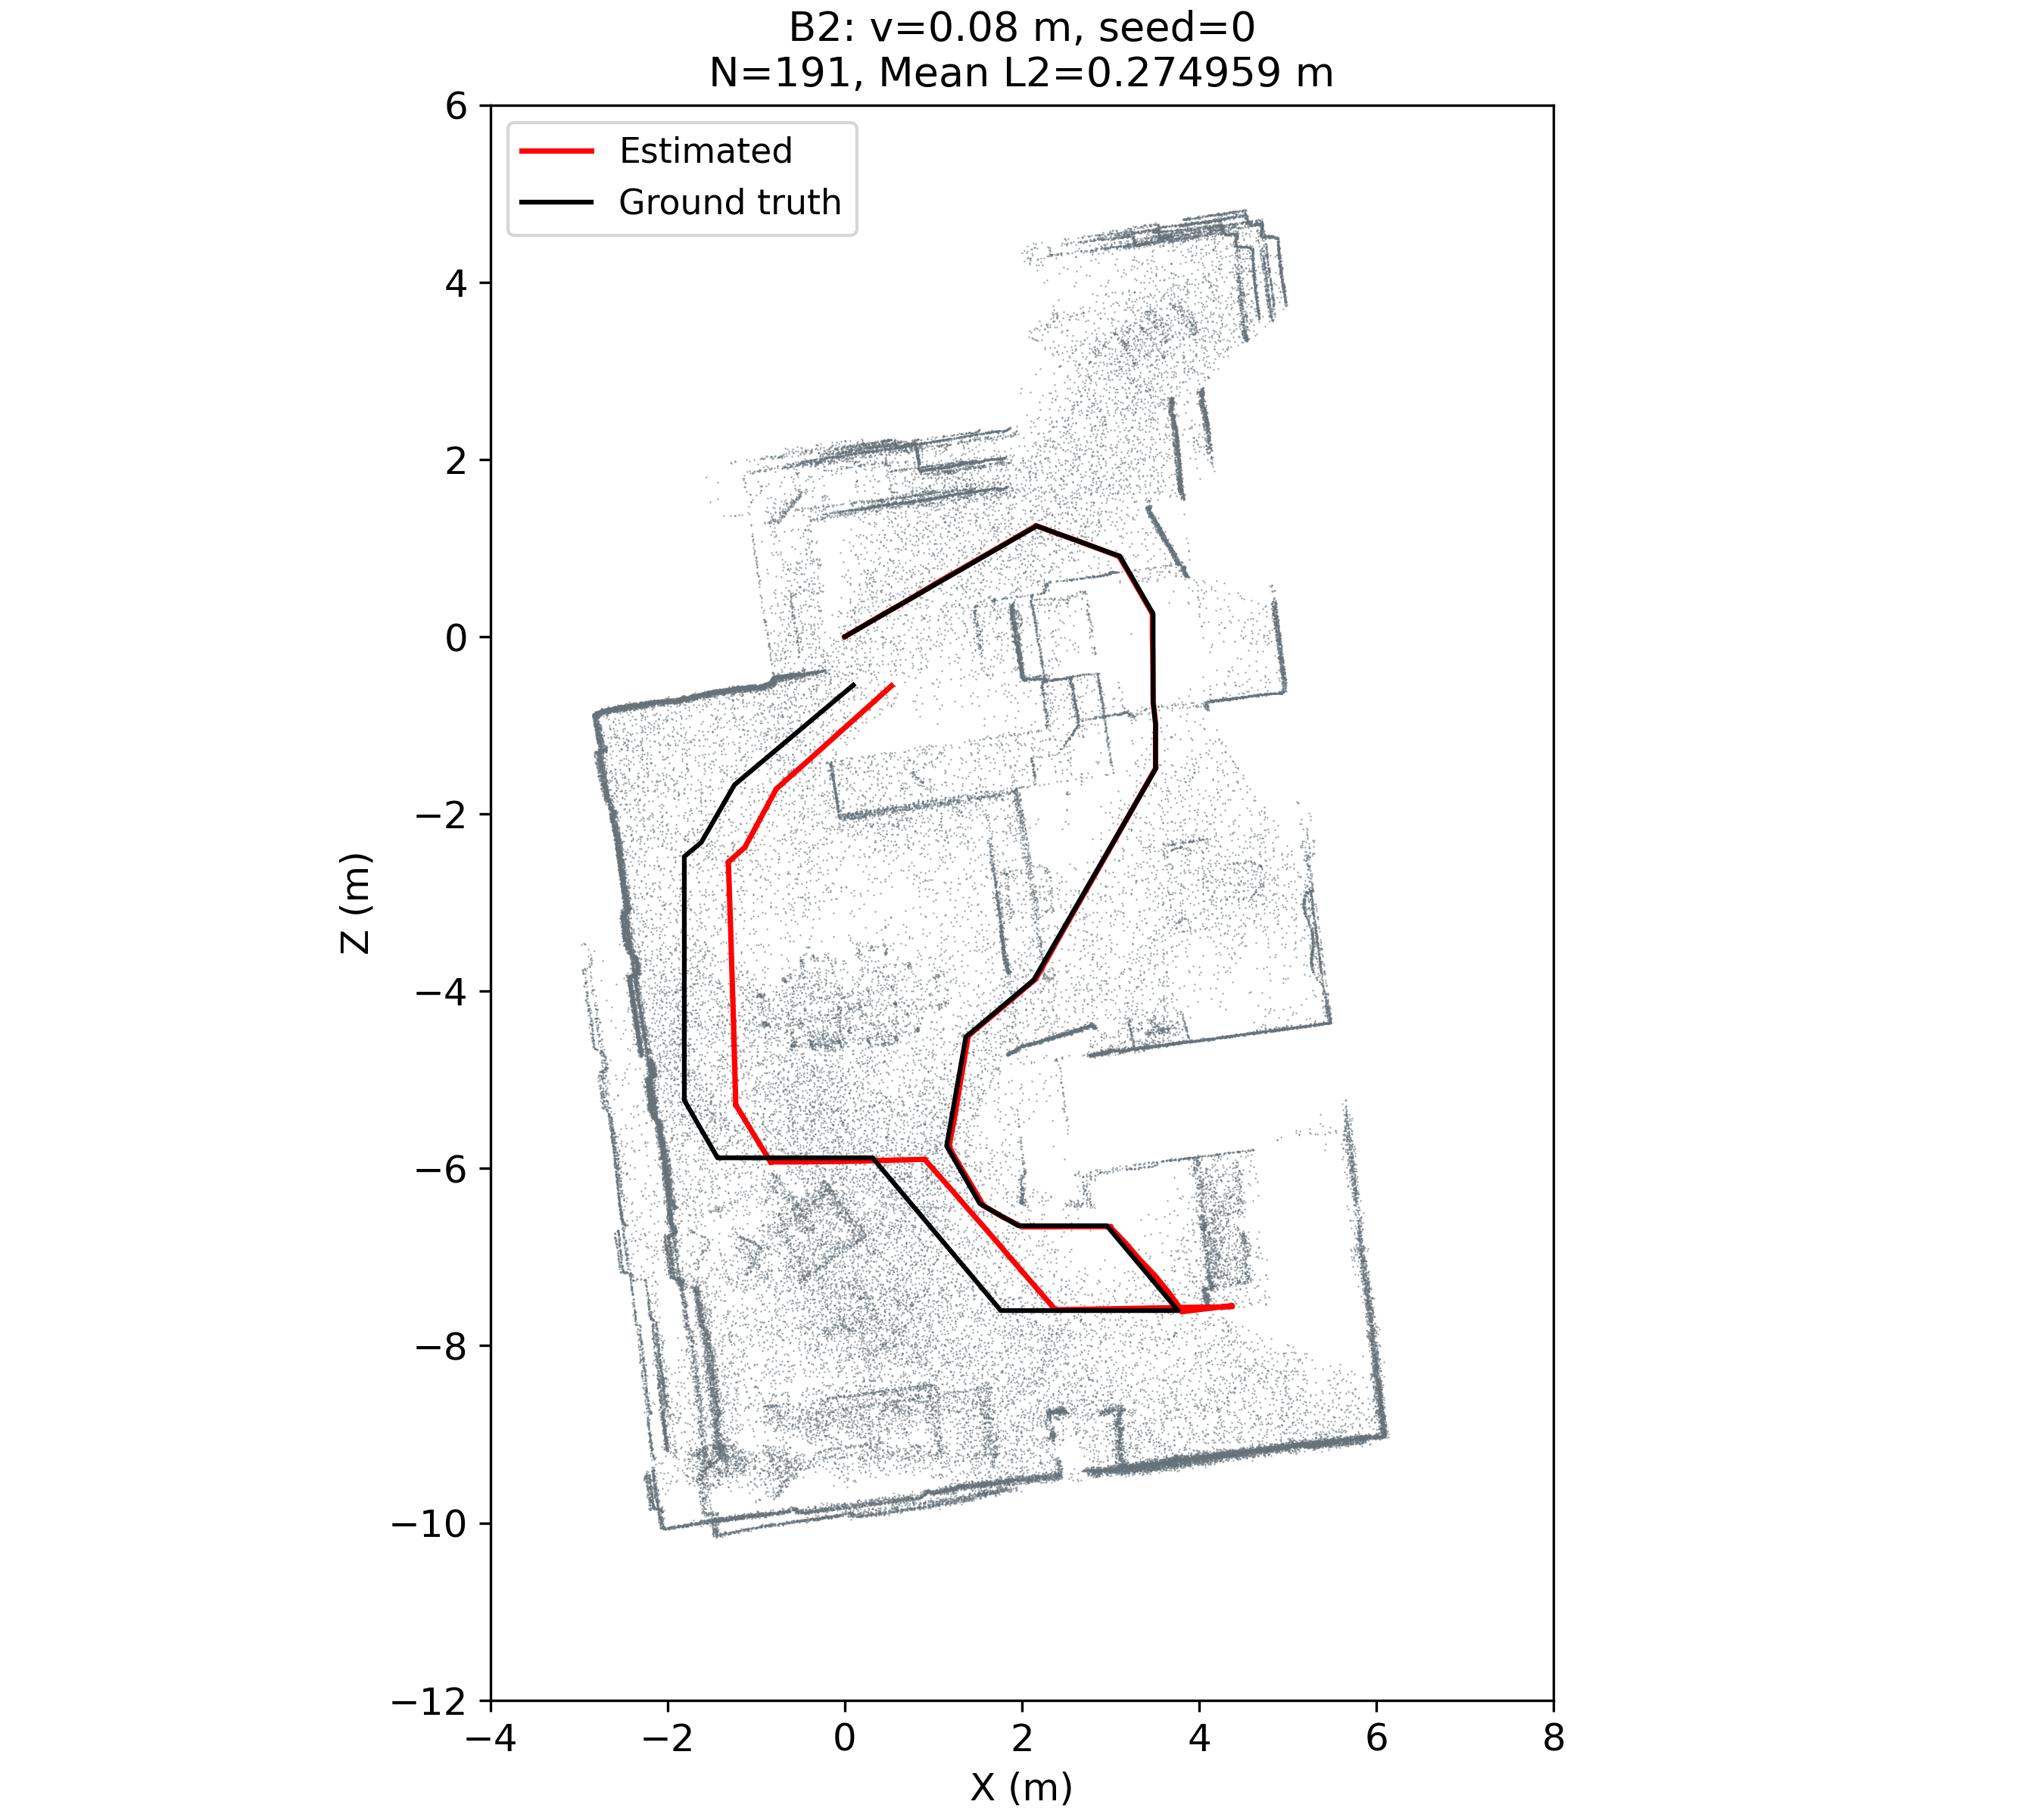 B2: v=0.08 m, seed=0
N=191, Mean L2=0.274959 m
Estimated
Ground truth
6
4
2
0
−2
−4
−6
−8
−10
−12
Z (m)
−4
−2
0
2
4
6
8
X (m)